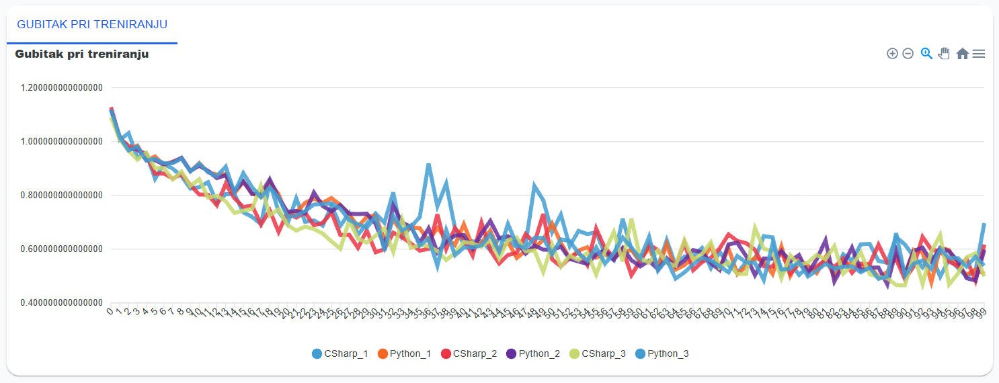 GUBITAK PRI TRENIRANJU
Gubitak pri treniranju
1.200000000000000
1.000000000000000
0.800000000000000
0.600000000000000
0.400000000000000
0 1 2 3 4 5 6 7 8 9 10 11 12 13 14 15 16 17 18 19 20 21 22 23 24 25 26 27 28 29 30 31 32 33 34 35 36 37 38 39 40 41 42 43 44 45 46 47 48 49 50 51 52 53 54 55 56 57 58 59 60 61 62 63 64 65 66 67 68 69 70 71 72 73 74 75 76 77 78 79 80 81 82 83 84 85 86 87 88 89 90 91 92 93 94 95 96 97 98 99
CSharp_1 Python_1 CSharp_2 Python_2 CSharp_3 Python_3